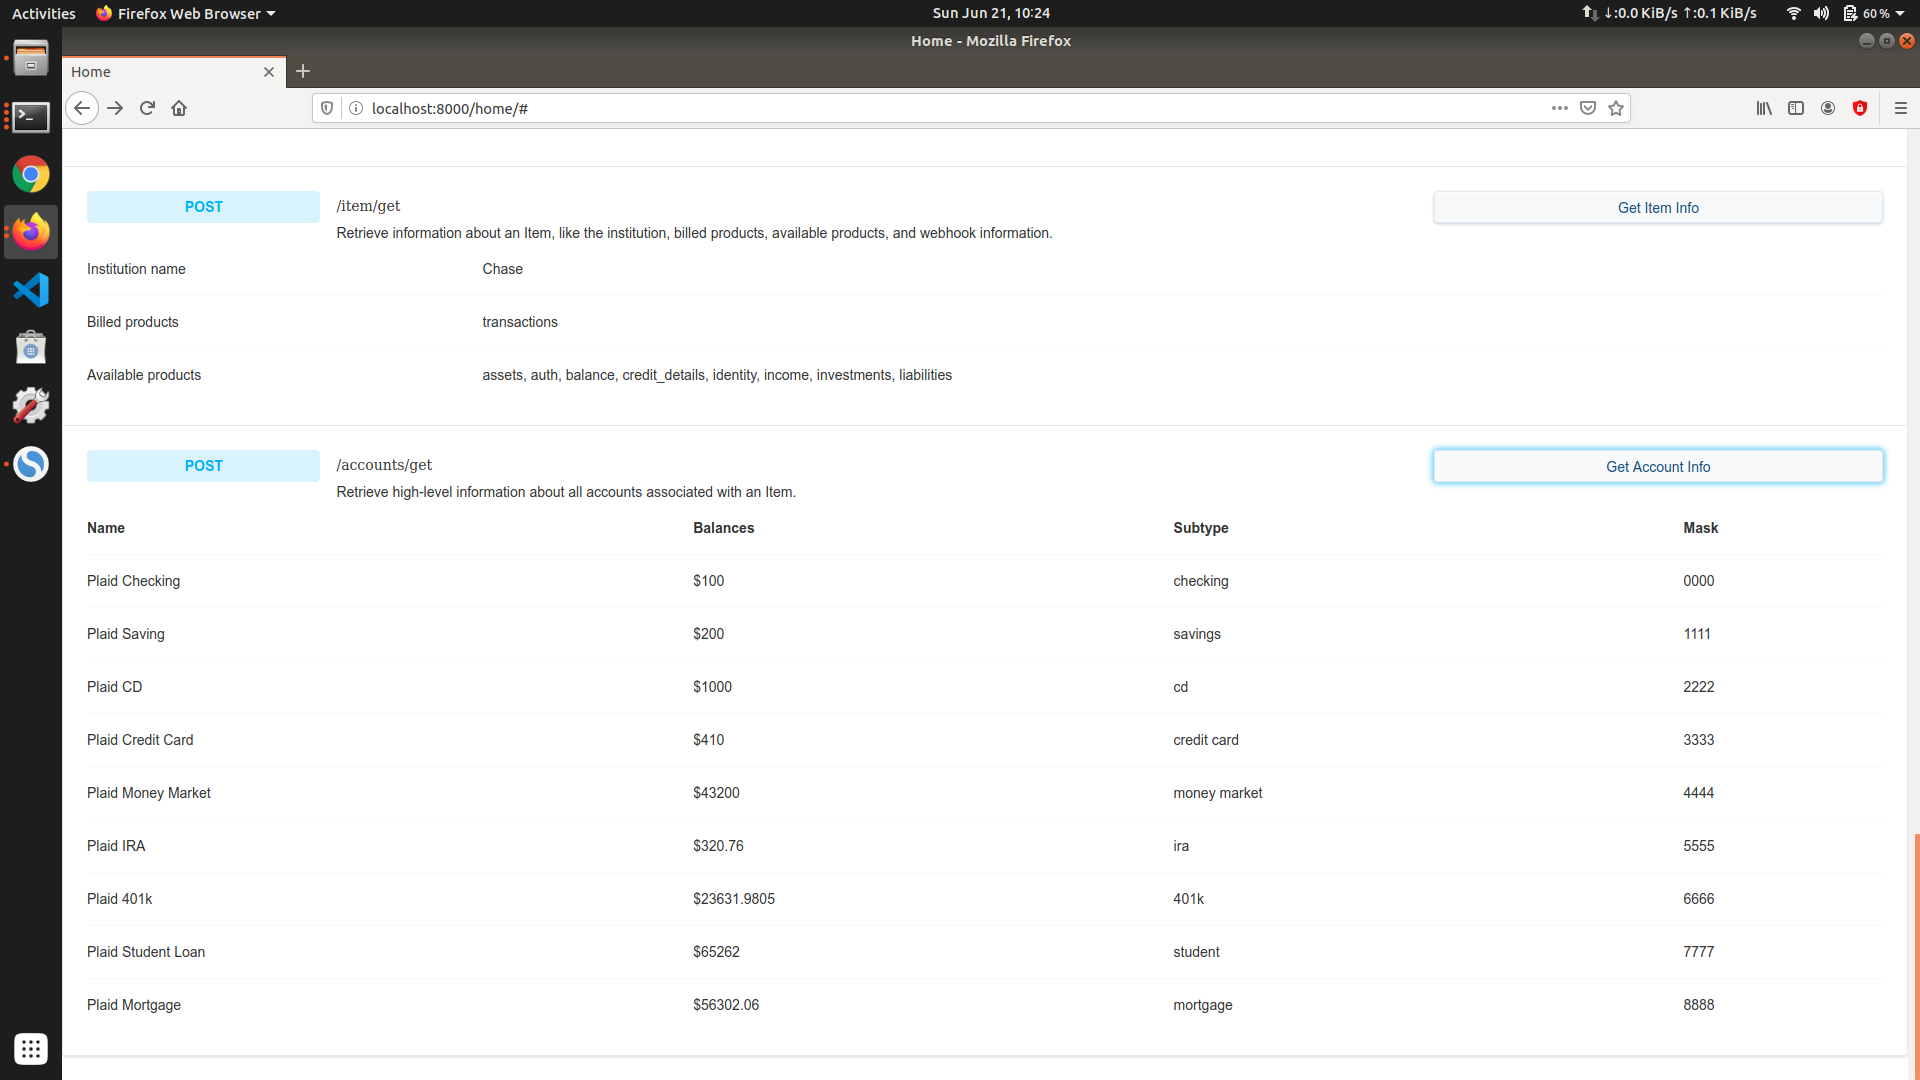 Activities Firefox Web Browser Sun Jun 21, 10:24 ↓:0.0 KiB/s ↑:0.1 KiB/s 60 %
Home - Mozilla Firefox
Home
localhost:8000/home/#
POST /item/get Get Item Info
Retrieve information about an Item, like the institution, billed products, available products, and webhook information.
Institution name Chase
Billed products transactions
Available products assets, auth, balance, credit_details, identity, income, investments, liabilities
POST /accounts/get Get Account Info
Retrieve high-level information about all accounts associated with an Item.
Name Balances Subtype Mask
Plaid Checking $100 checking 0000
Plaid Saving $200 savings 1111
Plaid CD $1000 cd 2222
Plaid Credit Card $410 credit card 3333
Plaid Money Market $43200 money market 4444
Plaid IRA $320.76 ira 5555
Plaid 401k $23631.9805 401k 6666
Plaid Student Loan $65262 student 7777
Plaid Mortgage $56302.06 mortgage 8888